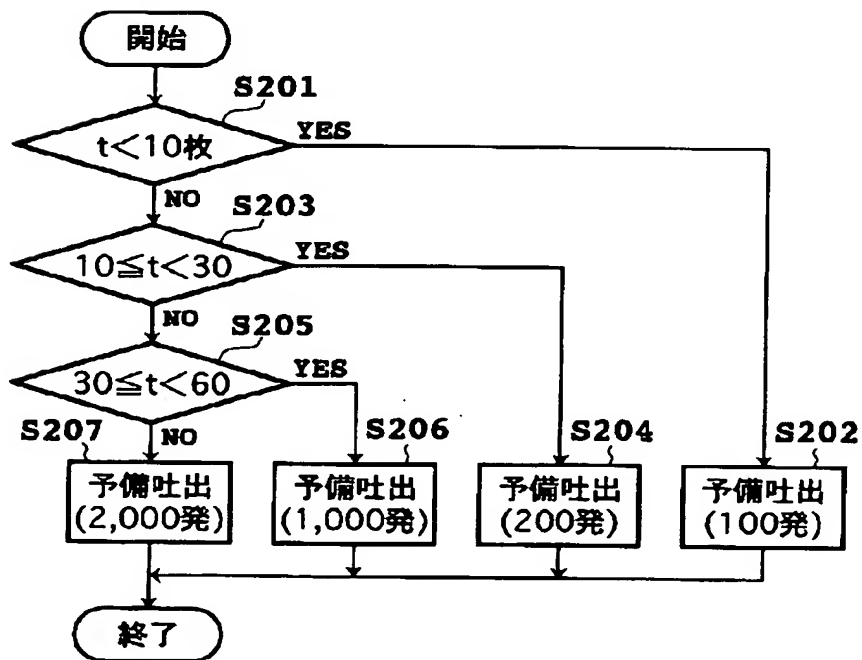 開始
S201
t＜10枚
YES
NO
S203
10≦t＜30
YES
NO
S205
30≦t＜60
YES
NO
S207
予備吐出
(2,000発)
S206
予備吐出
(1,000発)
S204
予備吐出
(200発)
S202
予備吐出
(100発)
終了